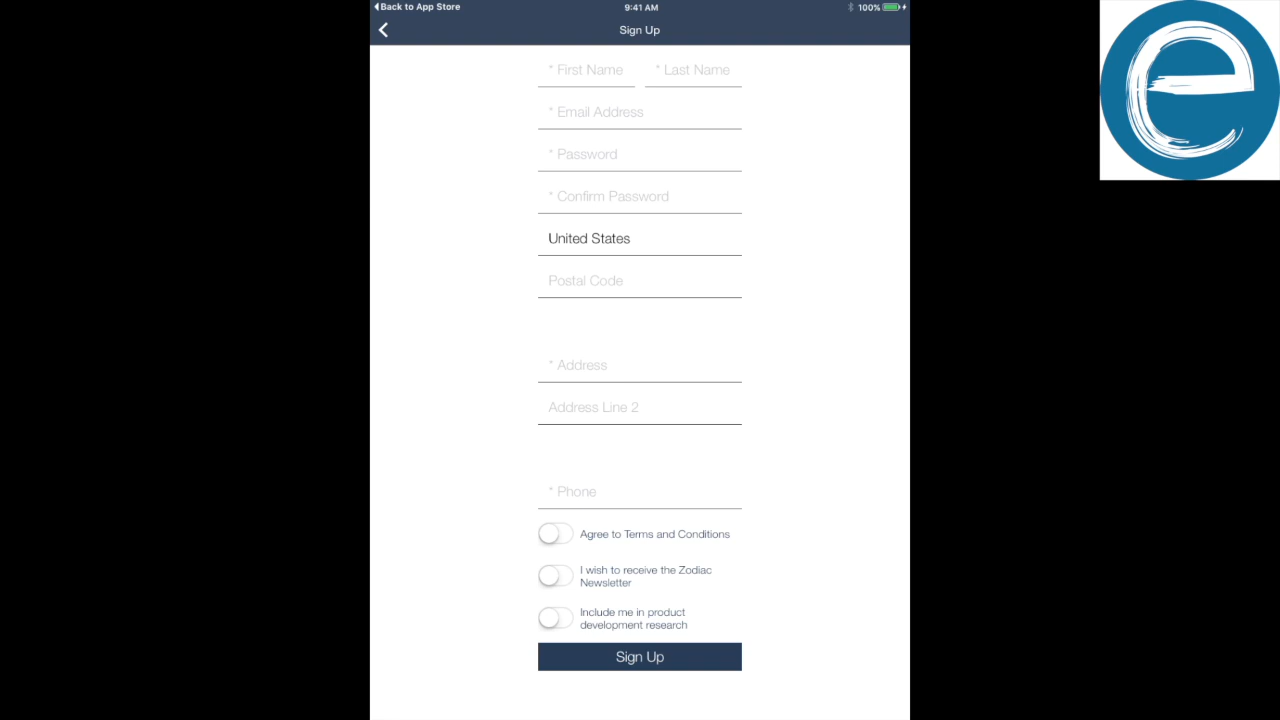 Back to App Store 9:41 AM 100%
Sign Up
* First Name * Last Name
* Email Address
* Password
* Confirm Password
United States
Postal Code
* Address
Address Line 2
* Phone
Agree to Terms and Conditions
I wish to receive the Zodiac
Newsletter
Include me in product
development research
Sign Up
e